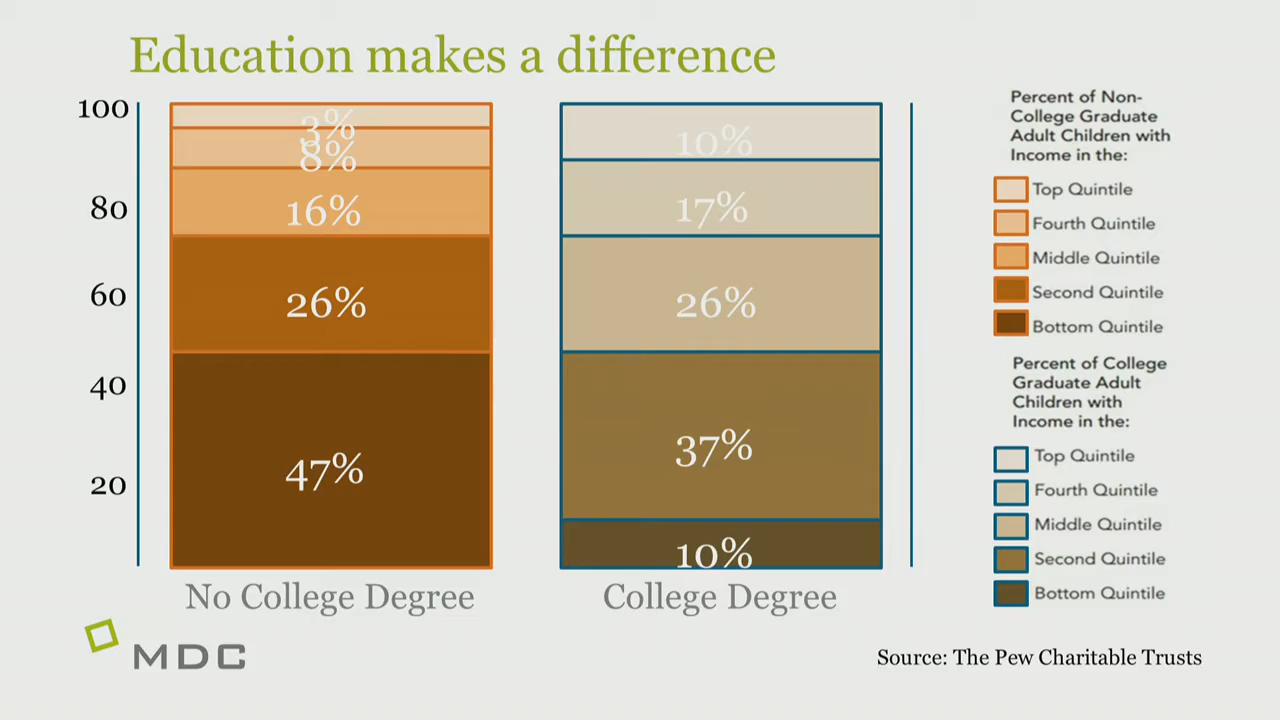 Education makes a difference
100
80
60
40
20
3%
8%
16%
26%
47%
No College Degree
10%
17%
26%
37%
10%
College Degree
Percent of Non-
College Graduate
Adult Children with
Income in the:
Top Quintile
Fourth Quintile
Middle Quintile
Second Quintile
Bottom Quintile
Percent of College
Graduate Adult
Children with
Income in the:
Top Quintile
Fourth Quintile
Middle Quintile
Second Quintile
Bottom Quintile
MDC
Source: The Pew Charitable Trusts